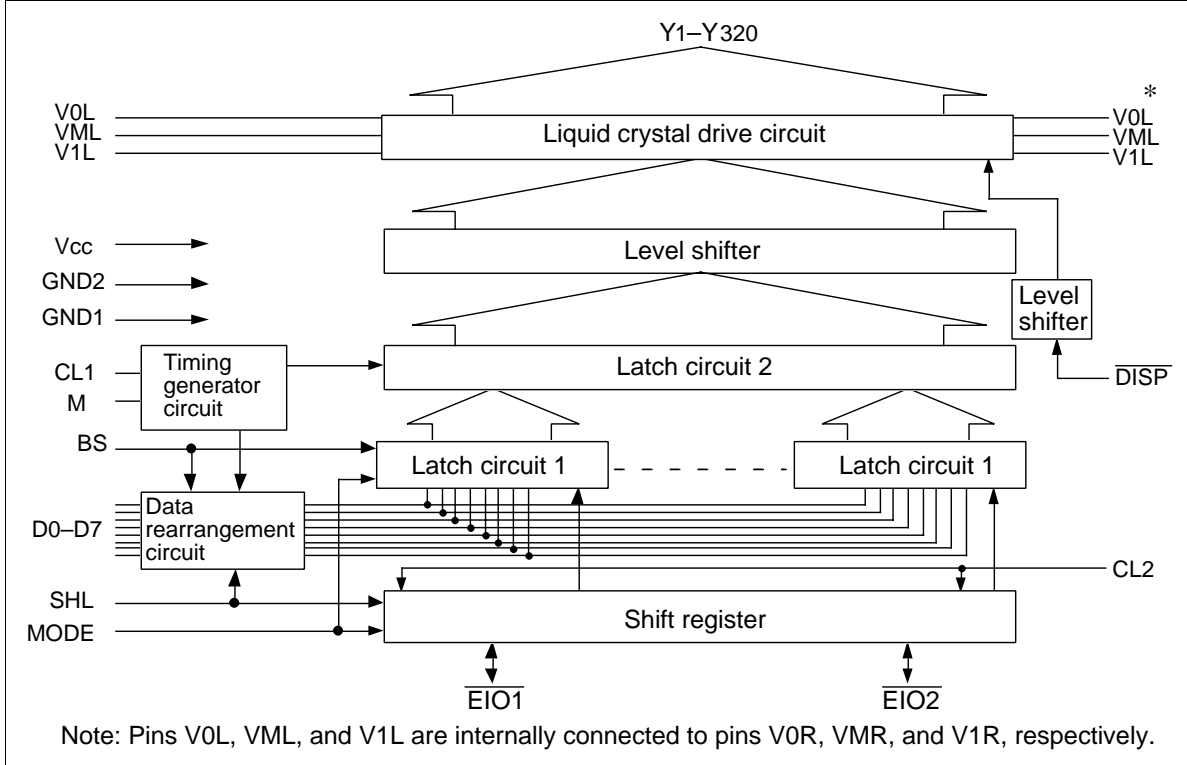 Y1–Y320
*
V0L
VML
V1L
Liquid crystal drive circuit
V0L
VML
V1L
Vcc
GND2
GND1
Level shifter
Level
shifter
CL1
M
Timing
generator
circuit
Latch circuit 2
DISP
BS
Latch circuit 1
Latch circuit 1
D0–D7
Data
rearrangement
circuit
CL2
SHL
MODE
Shift register
EIO1
EIO2
Note: Pins V0L, VML, and V1L are internally connected to pins V0R, VMR, and V1R, respectively.